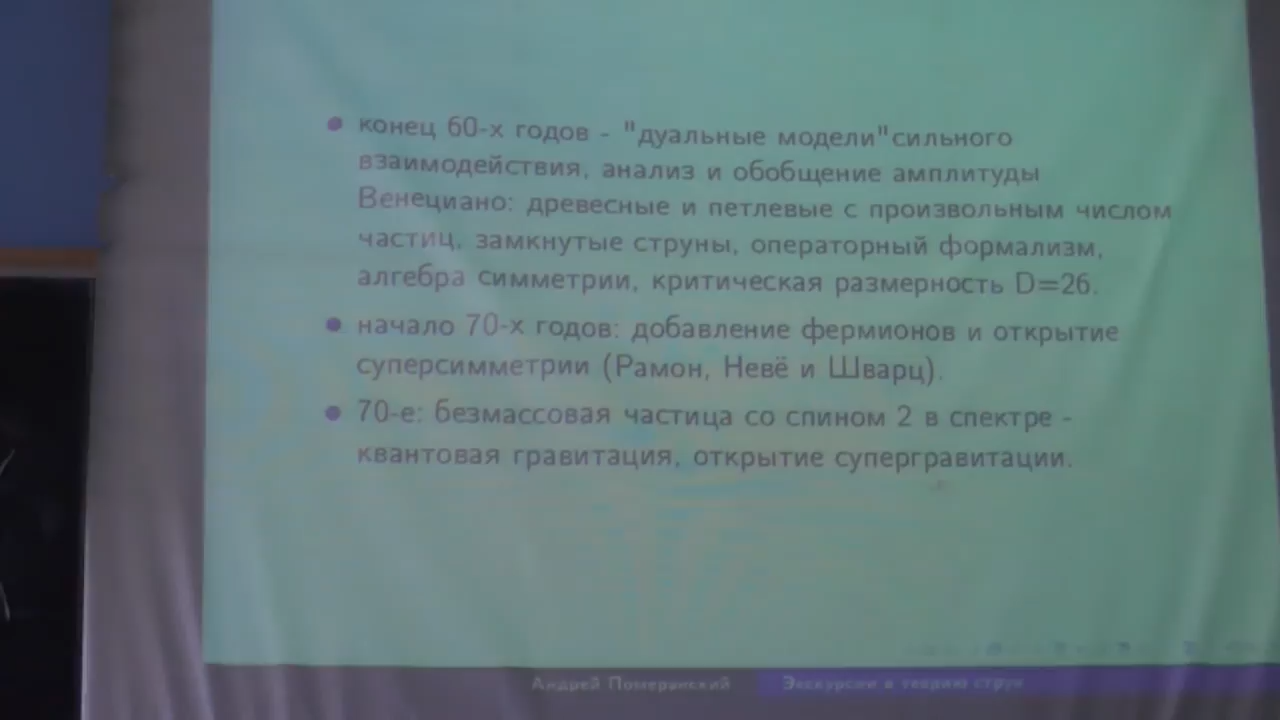 конец 60-х годов - "дуальные модели"сильного
взаимодействия, анализ и обобщение амплитуды
Венециано: древесные и петлевые с произвольным числом
частиц, замкнутые струны, операторный формализм,
алгебра симметрии, критическая размерность D=26.
начало 70-х годов: добавление фермионов и открытие
суперсимметрии (Рамон, Невё и Шварц).
70-е: безмассовая частица со спином 2 в спектре -
квантовая гравитация, открытие супергравитации.
Андрей Померанский
Экскурсии в теорию струн